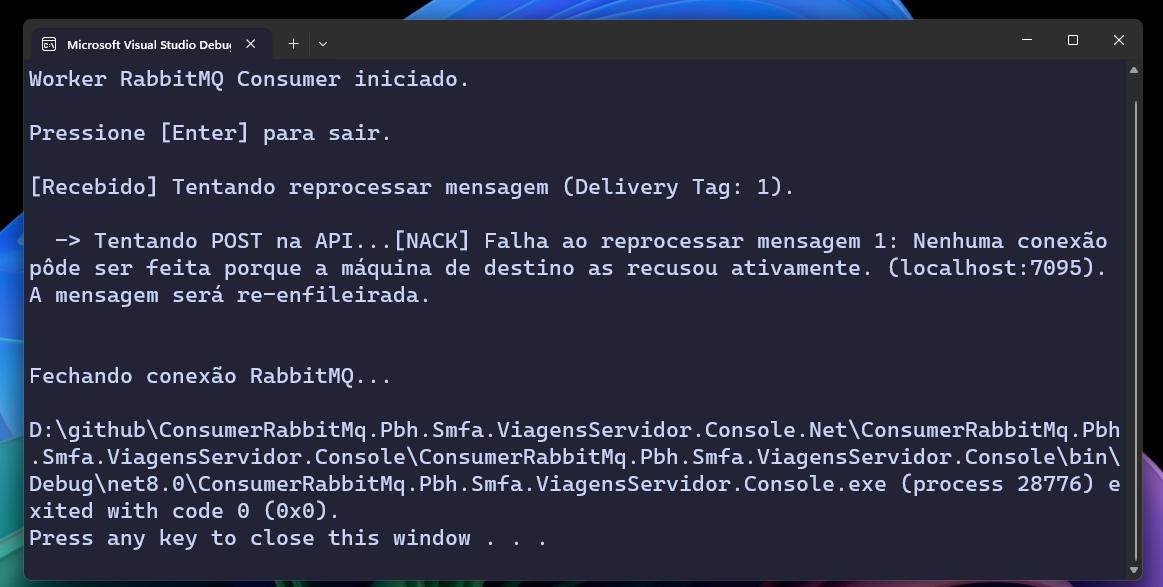 Microsoft Visual Studio Debug
Worker RabbitMQ Consumer iniciado.
Pressione [Enter] para sair.
[Recebido] Tentando reprocessar mensagem (Delivery Tag: 1).
-> Tentando POST na API...[NACK] Falha ao reprocessar mensagem 1: Nenhuma conexão
pôde ser feita porque a máquina de destino as recusou ativamente. (localhost:7095).
A mensagem será re-enfileirada.
Fechando conexão RabbitMQ...
D:\github\ConsumerRabbitMq.Pbh.Smfa.ViagensServidor.Console.Net\ConsumerRabbitMq.Pbh
.Smfa.ViagensServidor.Console\ConsumerRabbitMq.Pbh.Smfa.ViagensServidor.Console\bin\
Debug\net8.0\ConsumerRabbitMq.Pbh.Smfa.ViagensServidor.Console.exe (process 28776) e
xited with code 0 (0x0).
Press any key to close this window . . .